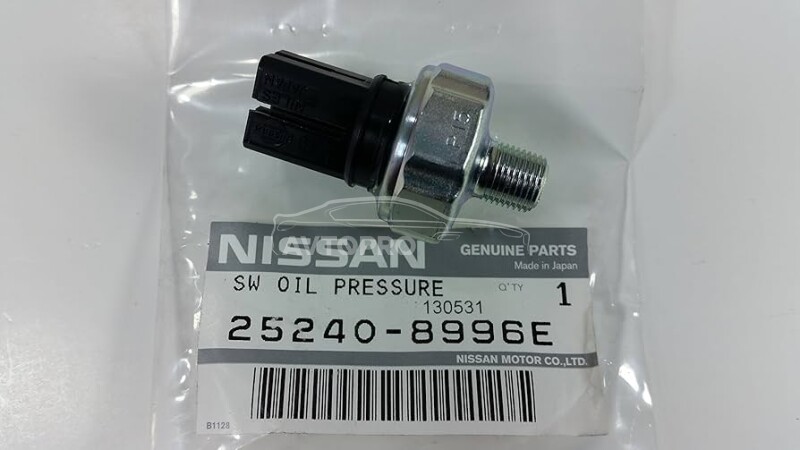 AVTOPRO
NISSAN
GENUINE PARTS
Made in Japan
SW OIL PRESSURE
Q'TY 1
130531
25240-8996E
NISSAN MOTOR CO.,LTD.
B1128